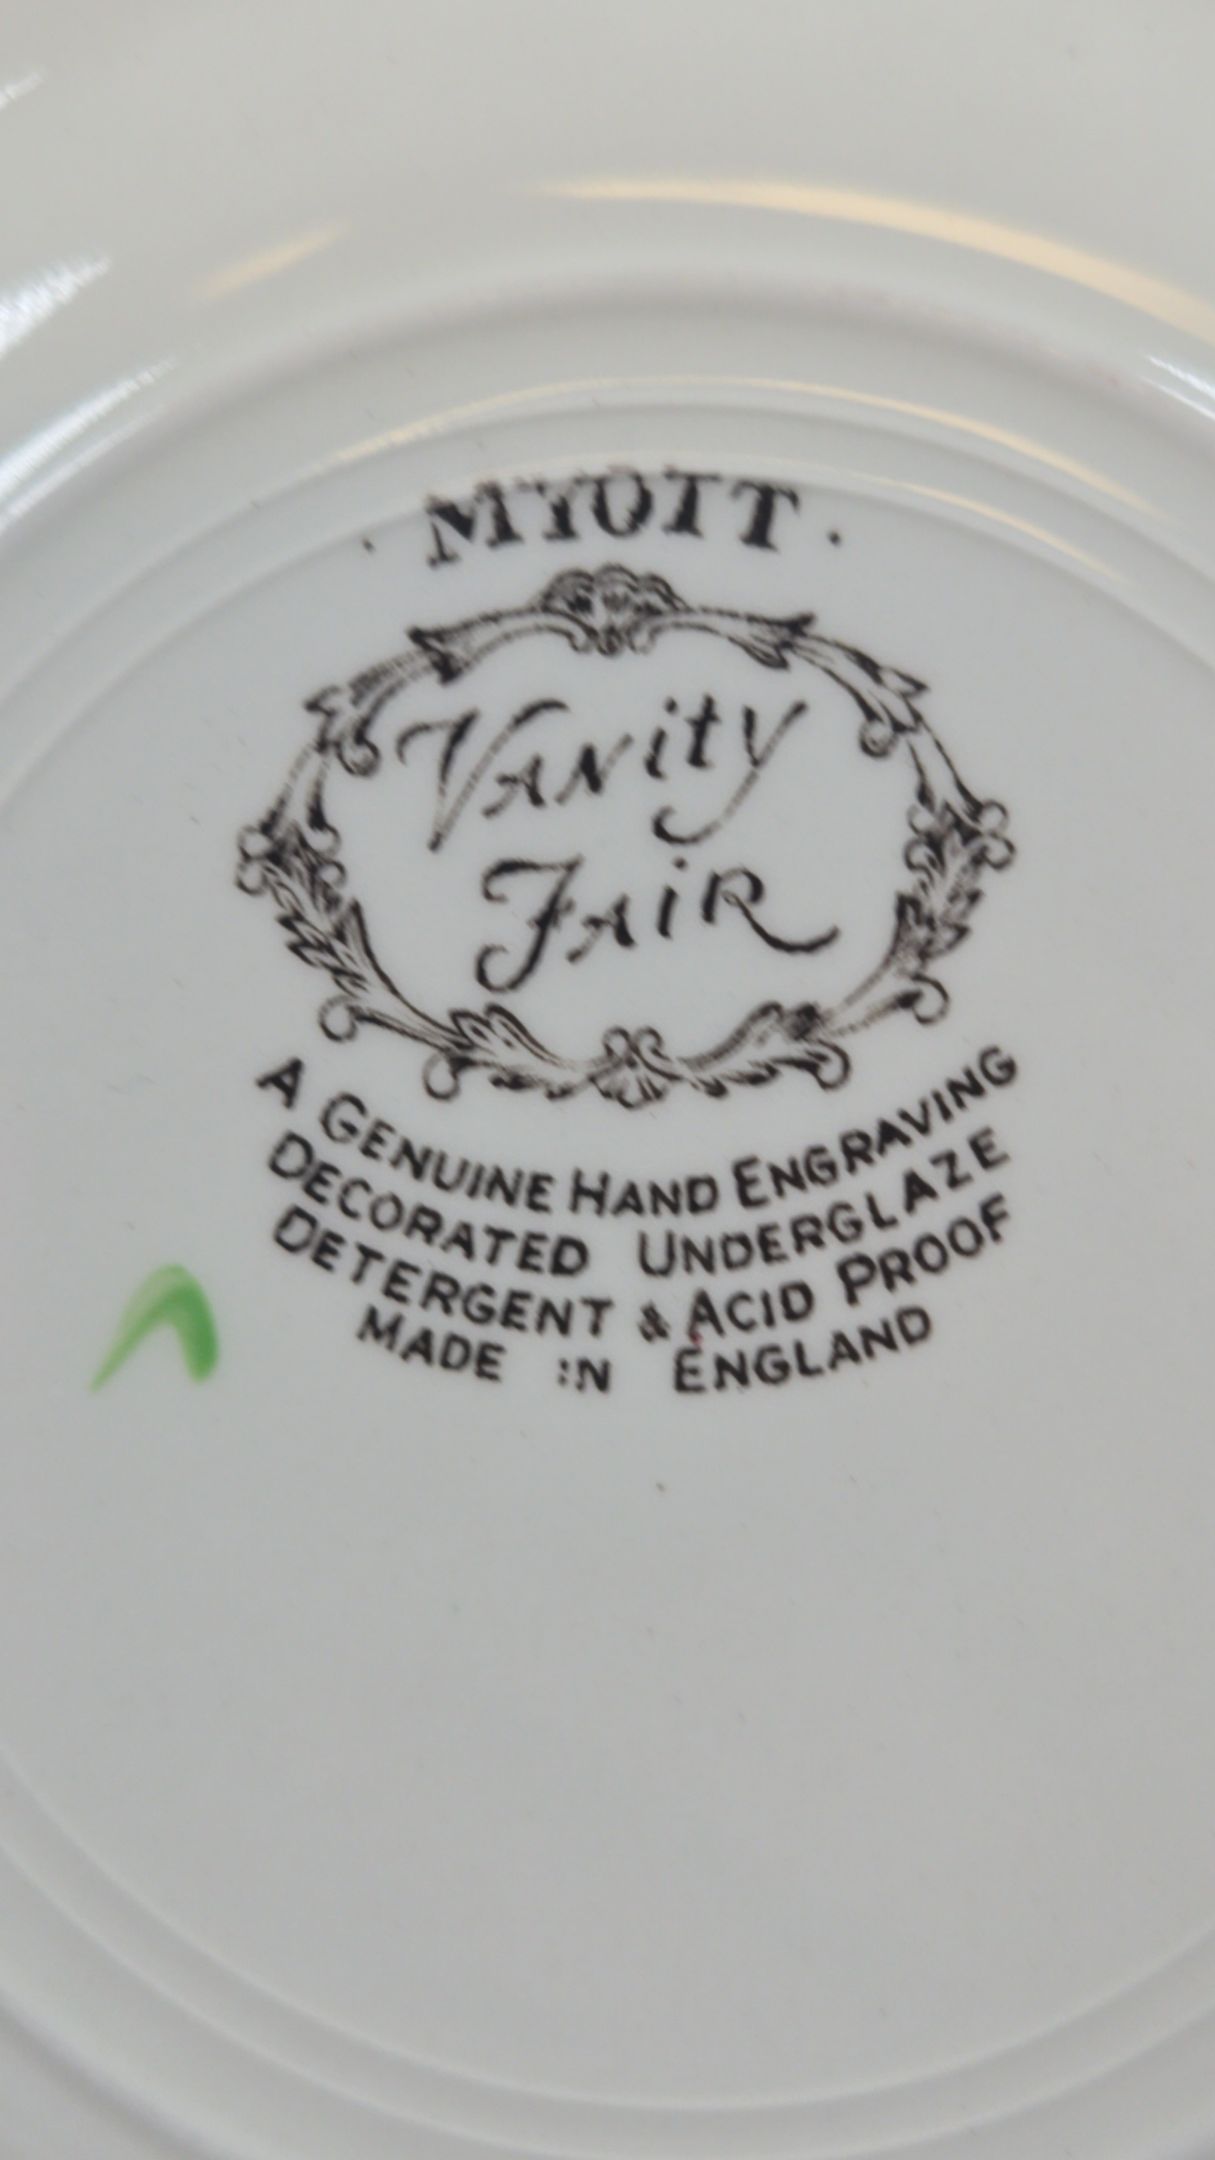 · MYOTT ·
VANity
FAiR
A GENUINE HAND ENGRAVING
DECORATED UNDERGLAZE
DETERGENT & ACID PROOF
MADE IN ENGLAND